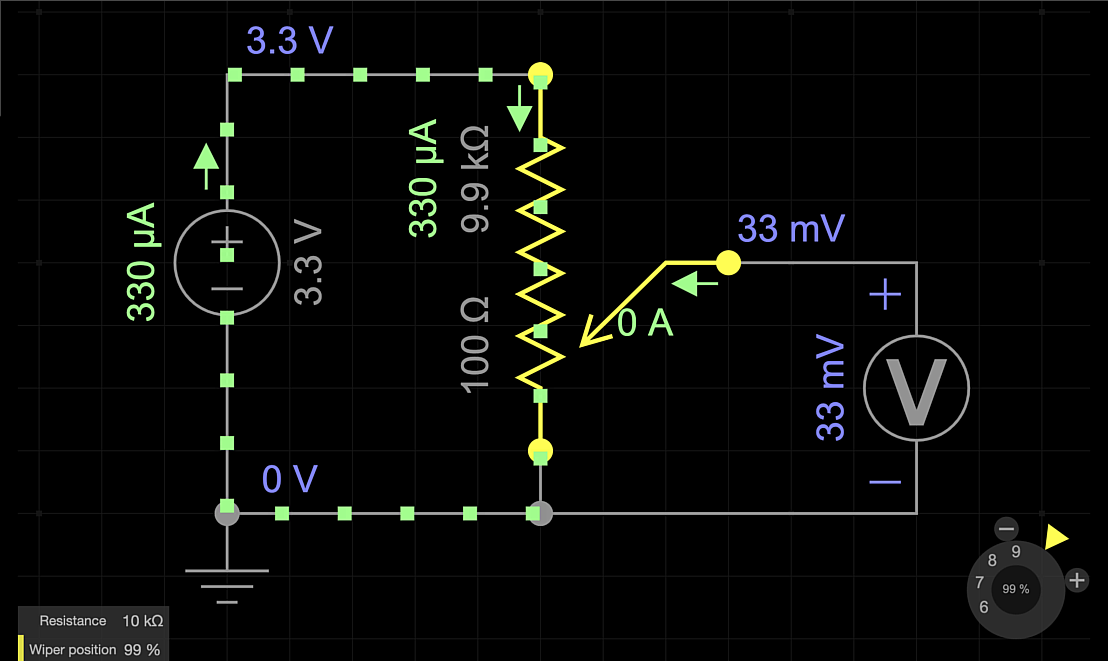 3.3 V
330 µA
9.9 kΩ
33 mV
330 µA
3.3 V
0 A
100 Ω
33 mV
V
0 V
9
8
7
6
99 %
Resistance 10 kΩ
Wiper position 99 %